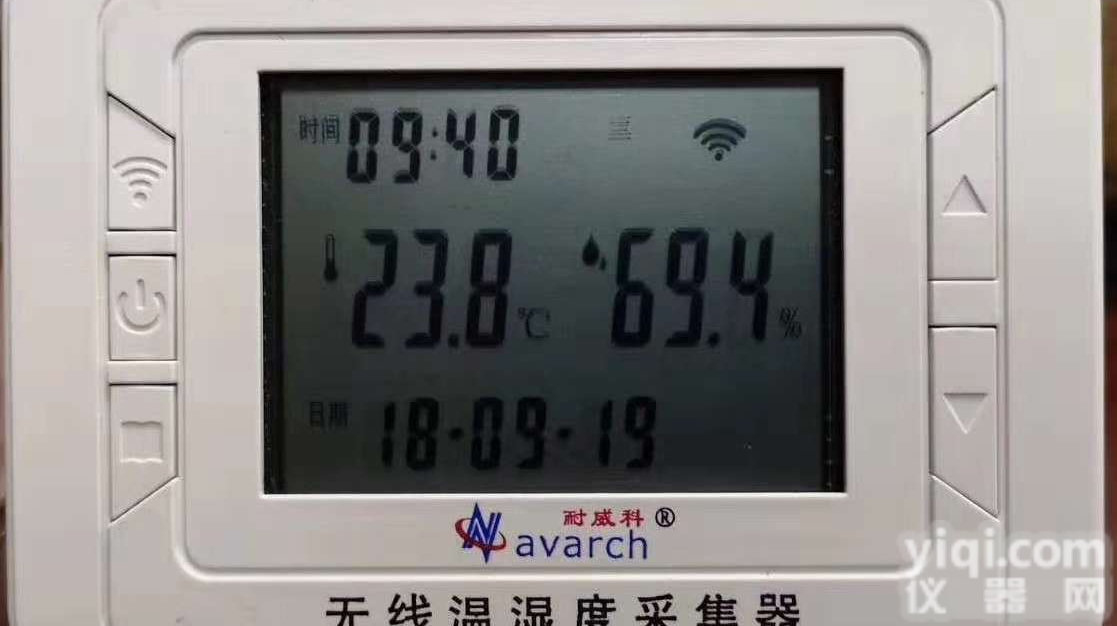 时间 09:40 三
23.8 ℃ 69.4 %
日期 18-09-19
耐威科 ®
Navarch
无线温湿度采集器
yiqi.com
仪器网